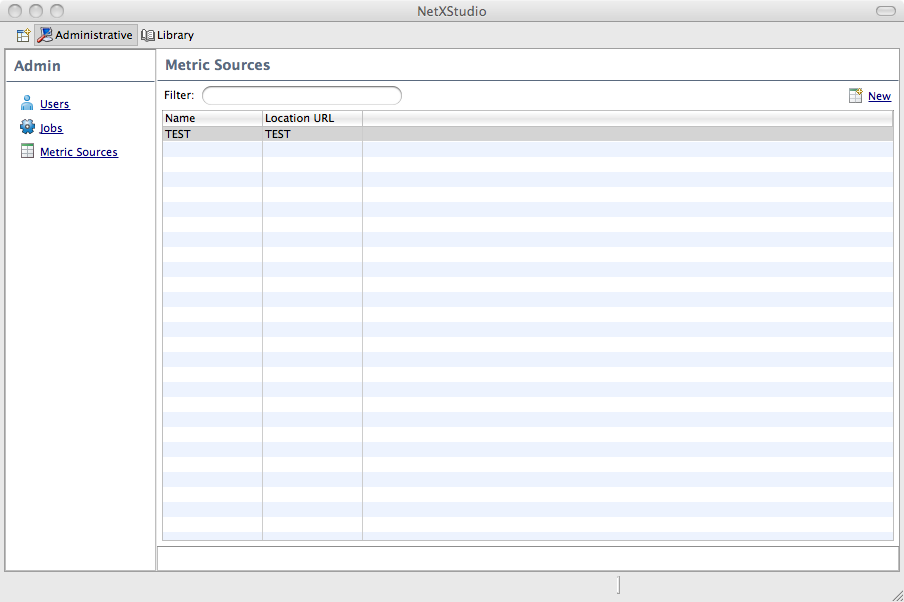 NetXStudio
Administrative Library
Admin
Users
Jobs
Metric Sources
Metric Sources
Filter:
New
Name Location URL
TEST TEST